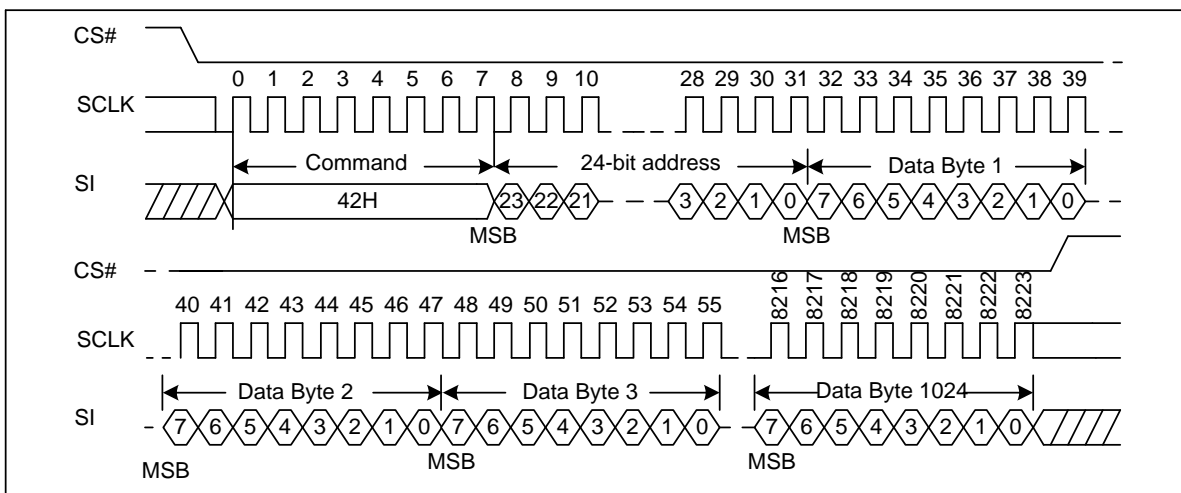 CS#
0 1 2 3 4 5 6 7 8 9 10 28 29 30 31 32 33 34 35 36 37 38 39
SCLK
Command 24-bit address Data Byte 1
SI
42H 23 22 21 3 2 1 0 7 6 5 4 3 2 1 0
MSB MSB
CS#
40 41 42 43 44 45 46 47 48 49 50 51 52 53 54 55 8216 8217 8218 8219 8220 8221 8222 8223
SCLK
Data Byte 2 Data Byte 3 Data Byte 1024
SI
7 6 5 4 3 2 1 0 7 6 5 4 3 2 1 0 7 6 5 4 3 2 1 0
MSB MSB MSB